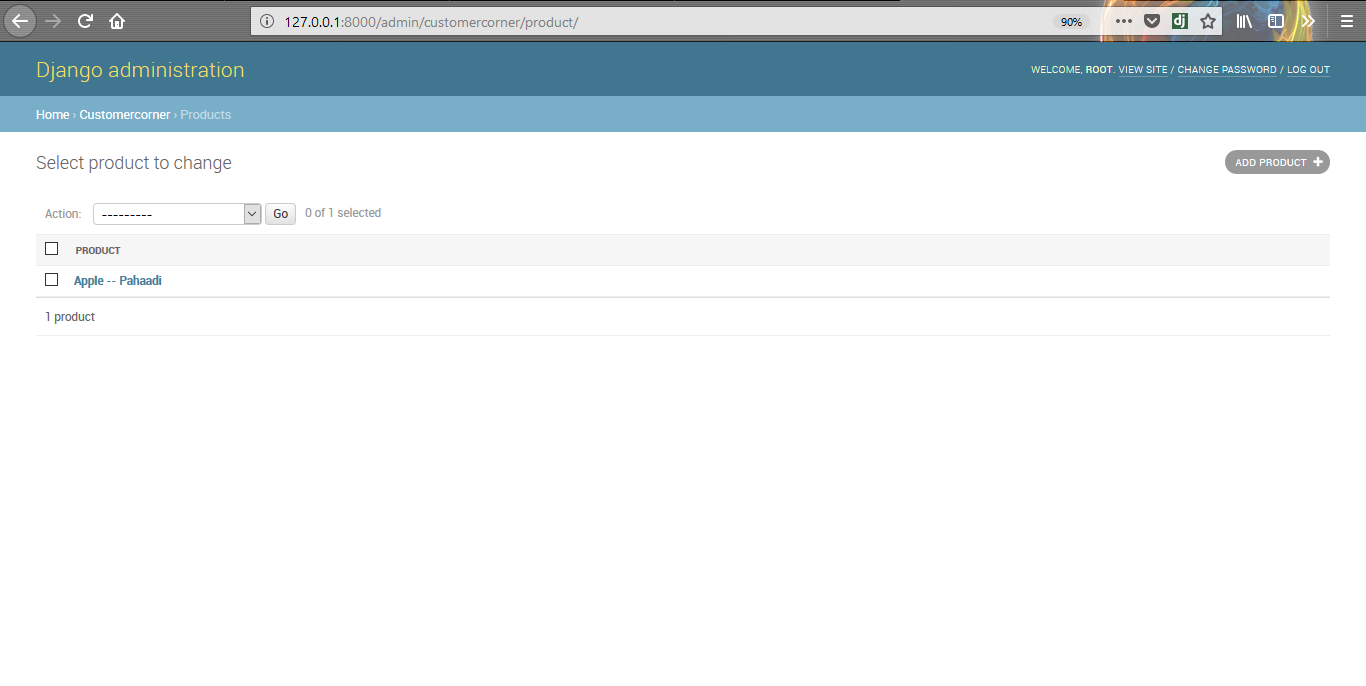 127.0.0.1:8000/admin/customercorner/product/
90%
dj
Django administration
WELCOME, ROOT. VIEW SITE / CHANGE PASSWORD / LOG OUT
Home › Customercorner › Products
Select product to change
ADD PRODUCT +
Action: --------- Go 0 of 1 selected
PRODUCT
Apple -- Pahaadi
1 product